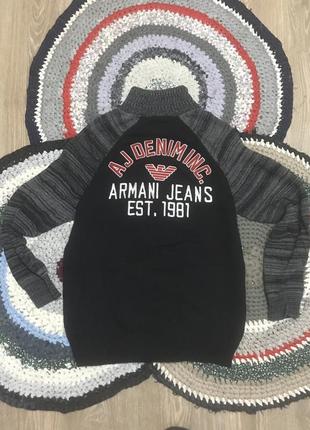 AJ DENIM INC.
ARMANI JEANS
EST. 1981